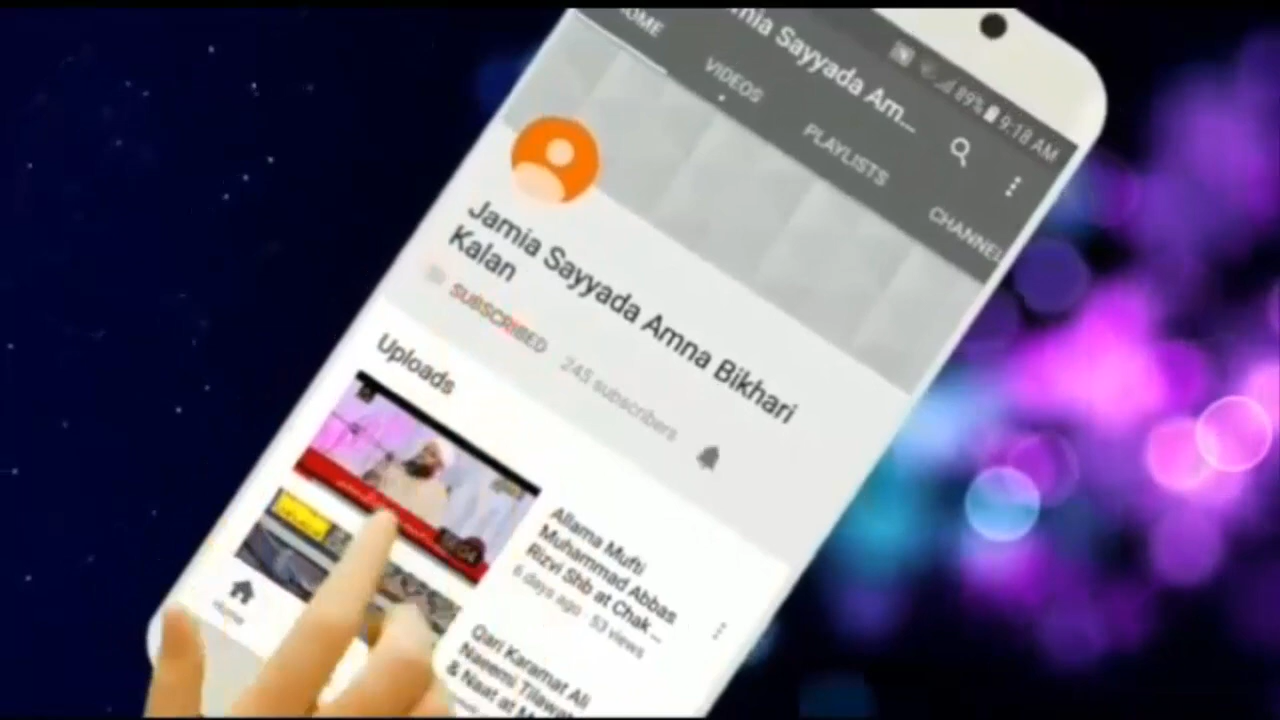 89% 9:18 AM
Sayyada Am...
HOME
VIDEOS
PLAYLISTS
CHANNEL
Jamia Sayyada Amna Bikhari
Kalan
SUBSCRIBED 245 subscribers
Uploads
Allama Mufti
Muhammad Abbas
Rizvi Shb at Chak ...
6 days ago · 53 views
Qari Karamat Ali
Naeemi Tilawat
& Naat at
Home